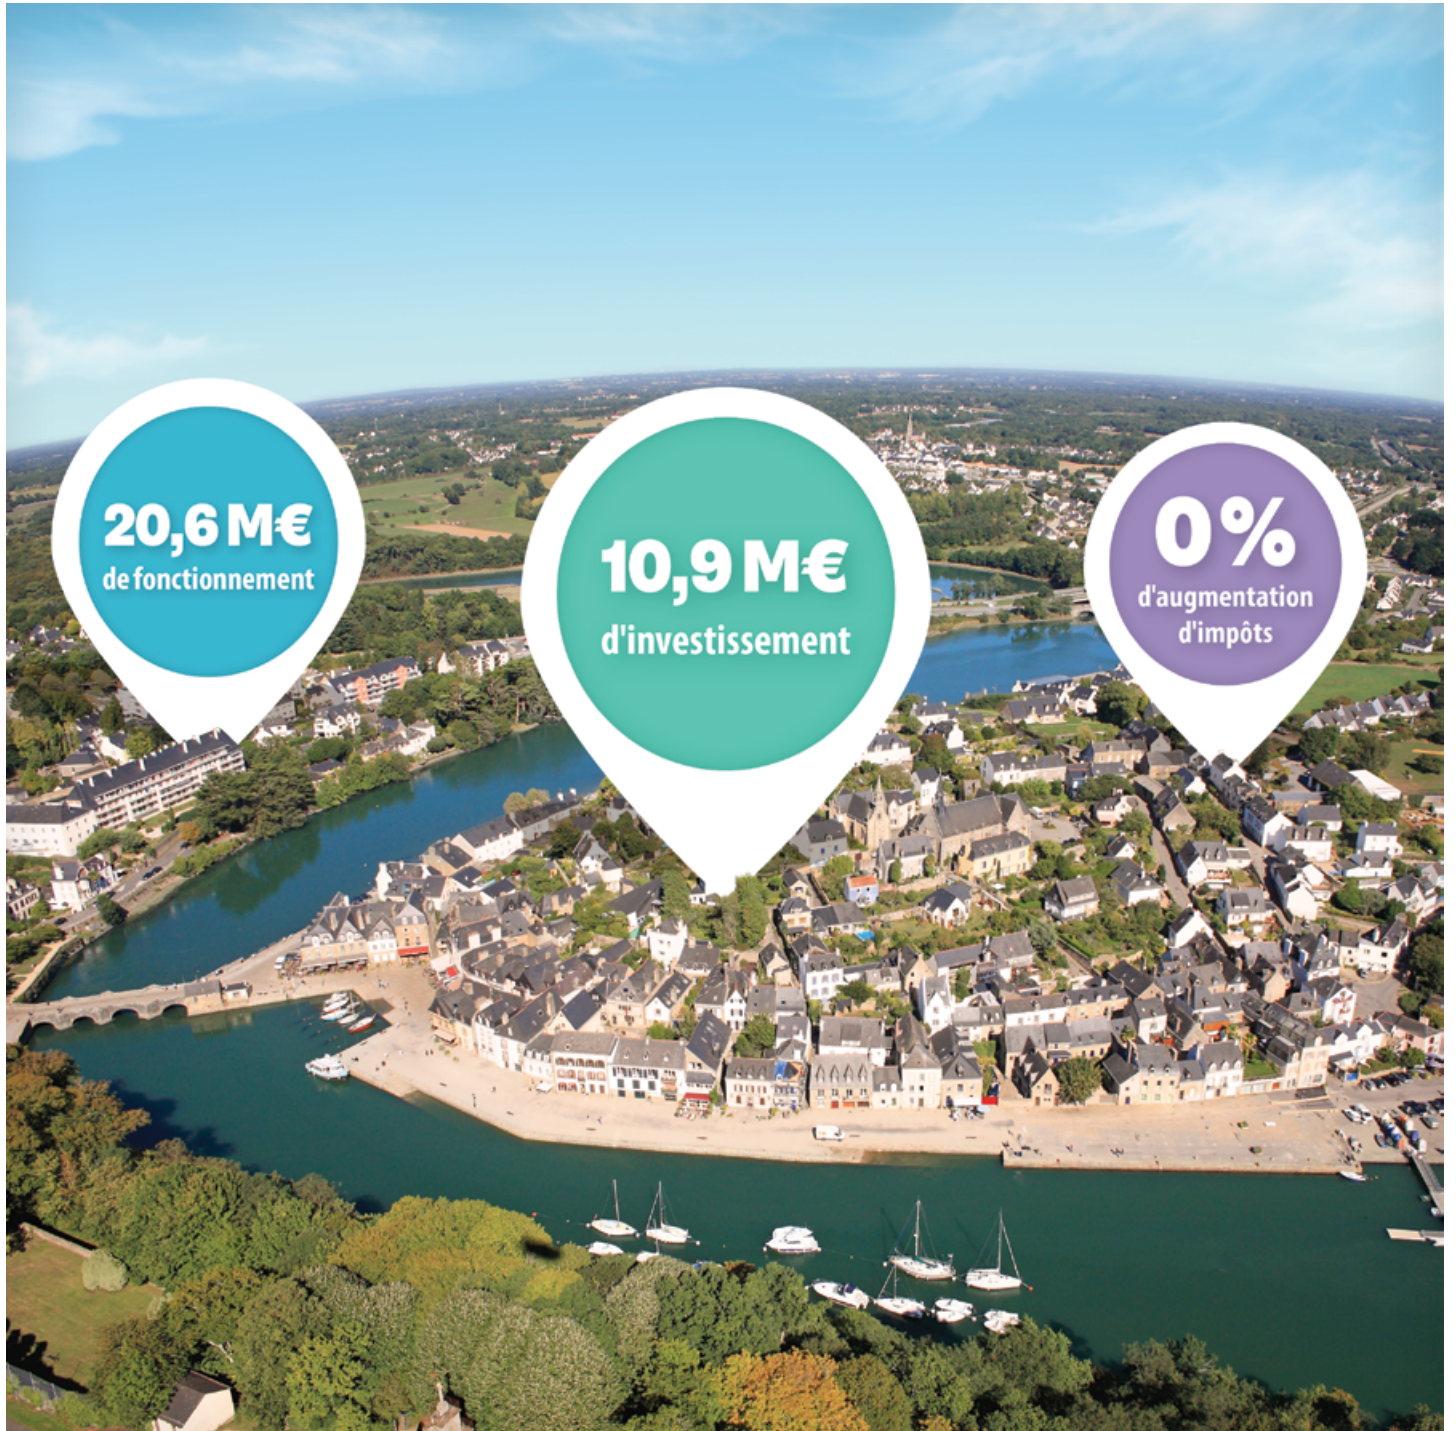 20,6 M€
de fonctionnement
10,9 M€
d'investissement
0 %
d'augmentation
d'impôts